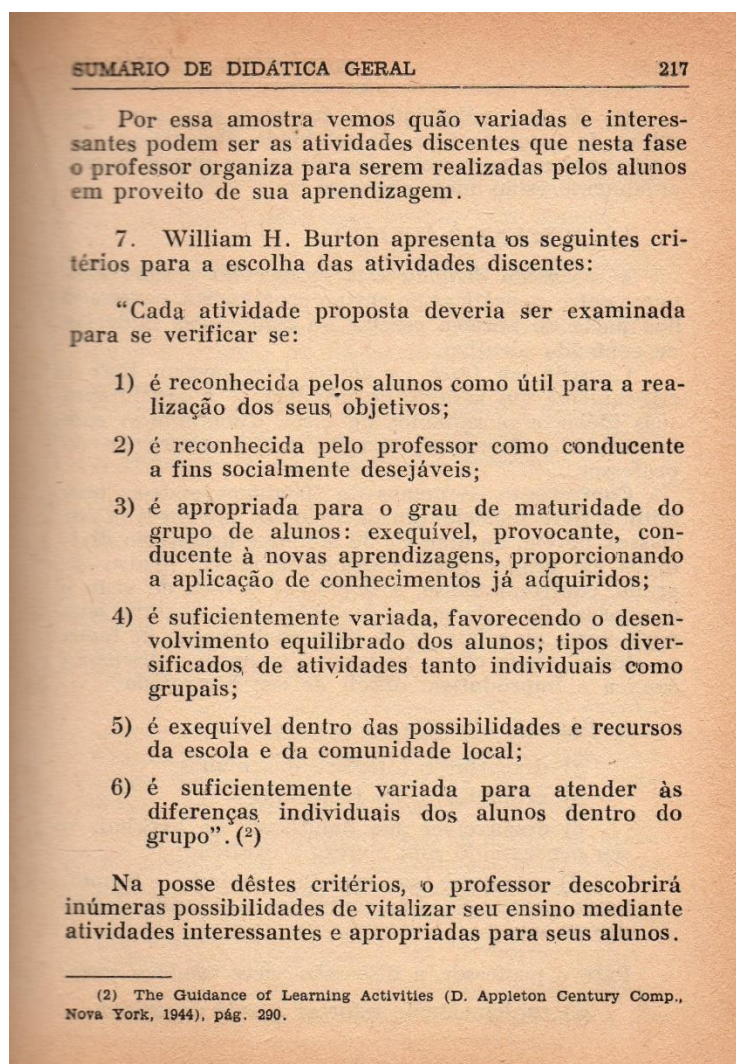 SUMÁRIO DE DIDÁTICA GERAL 217
Por essa amostra vemos quão variadas e interes-
santes podem ser as atividades discentes que nesta fase
o professor organiza para serem realizadas pelos alunos
em proveito de sua aprendizagem.
7. William H. Burton apresenta os seguintes cri-
térios para a escolha das atividades discentes:
“Cada atividade proposta deveria ser examinada
para se verificar se:
1) é reconhecida pelos alunos como útil para a rea-
lização dos seus objetivos;
2) é reconhecida pelo professor como conducente
a fins socialmente desejáveis;
3) é apropriada para o grau de maturidade do
grupo de alunos: exequível, provocante, con-
ducente à novas aprendizagens, proporcionando
a aplicação de conhecimentos já adquiridos;
4) é suficientemente variada, favorecendo o desen-
volvimento equilibrado dos alunos; tipos diver-
sificados de atividades tanto individuais como
grupais;
5) é exequível dentro das possibilidades e recursos
da escola e da comunidade local;
6) é suficientemente variada para atender às
diferenças individuais dos alunos dentro do
grupo”. (²)
Na posse dêstes critérios, o professor descobrirá
inúmeras possibilidades de vitalizar seu ensino mediante
atividades interessantes e apropriadas para seus alunos.
(2) The Guidance of Learning Activities (D. Appleton Century Comp.,
Nova York, 1944), pág. 290.